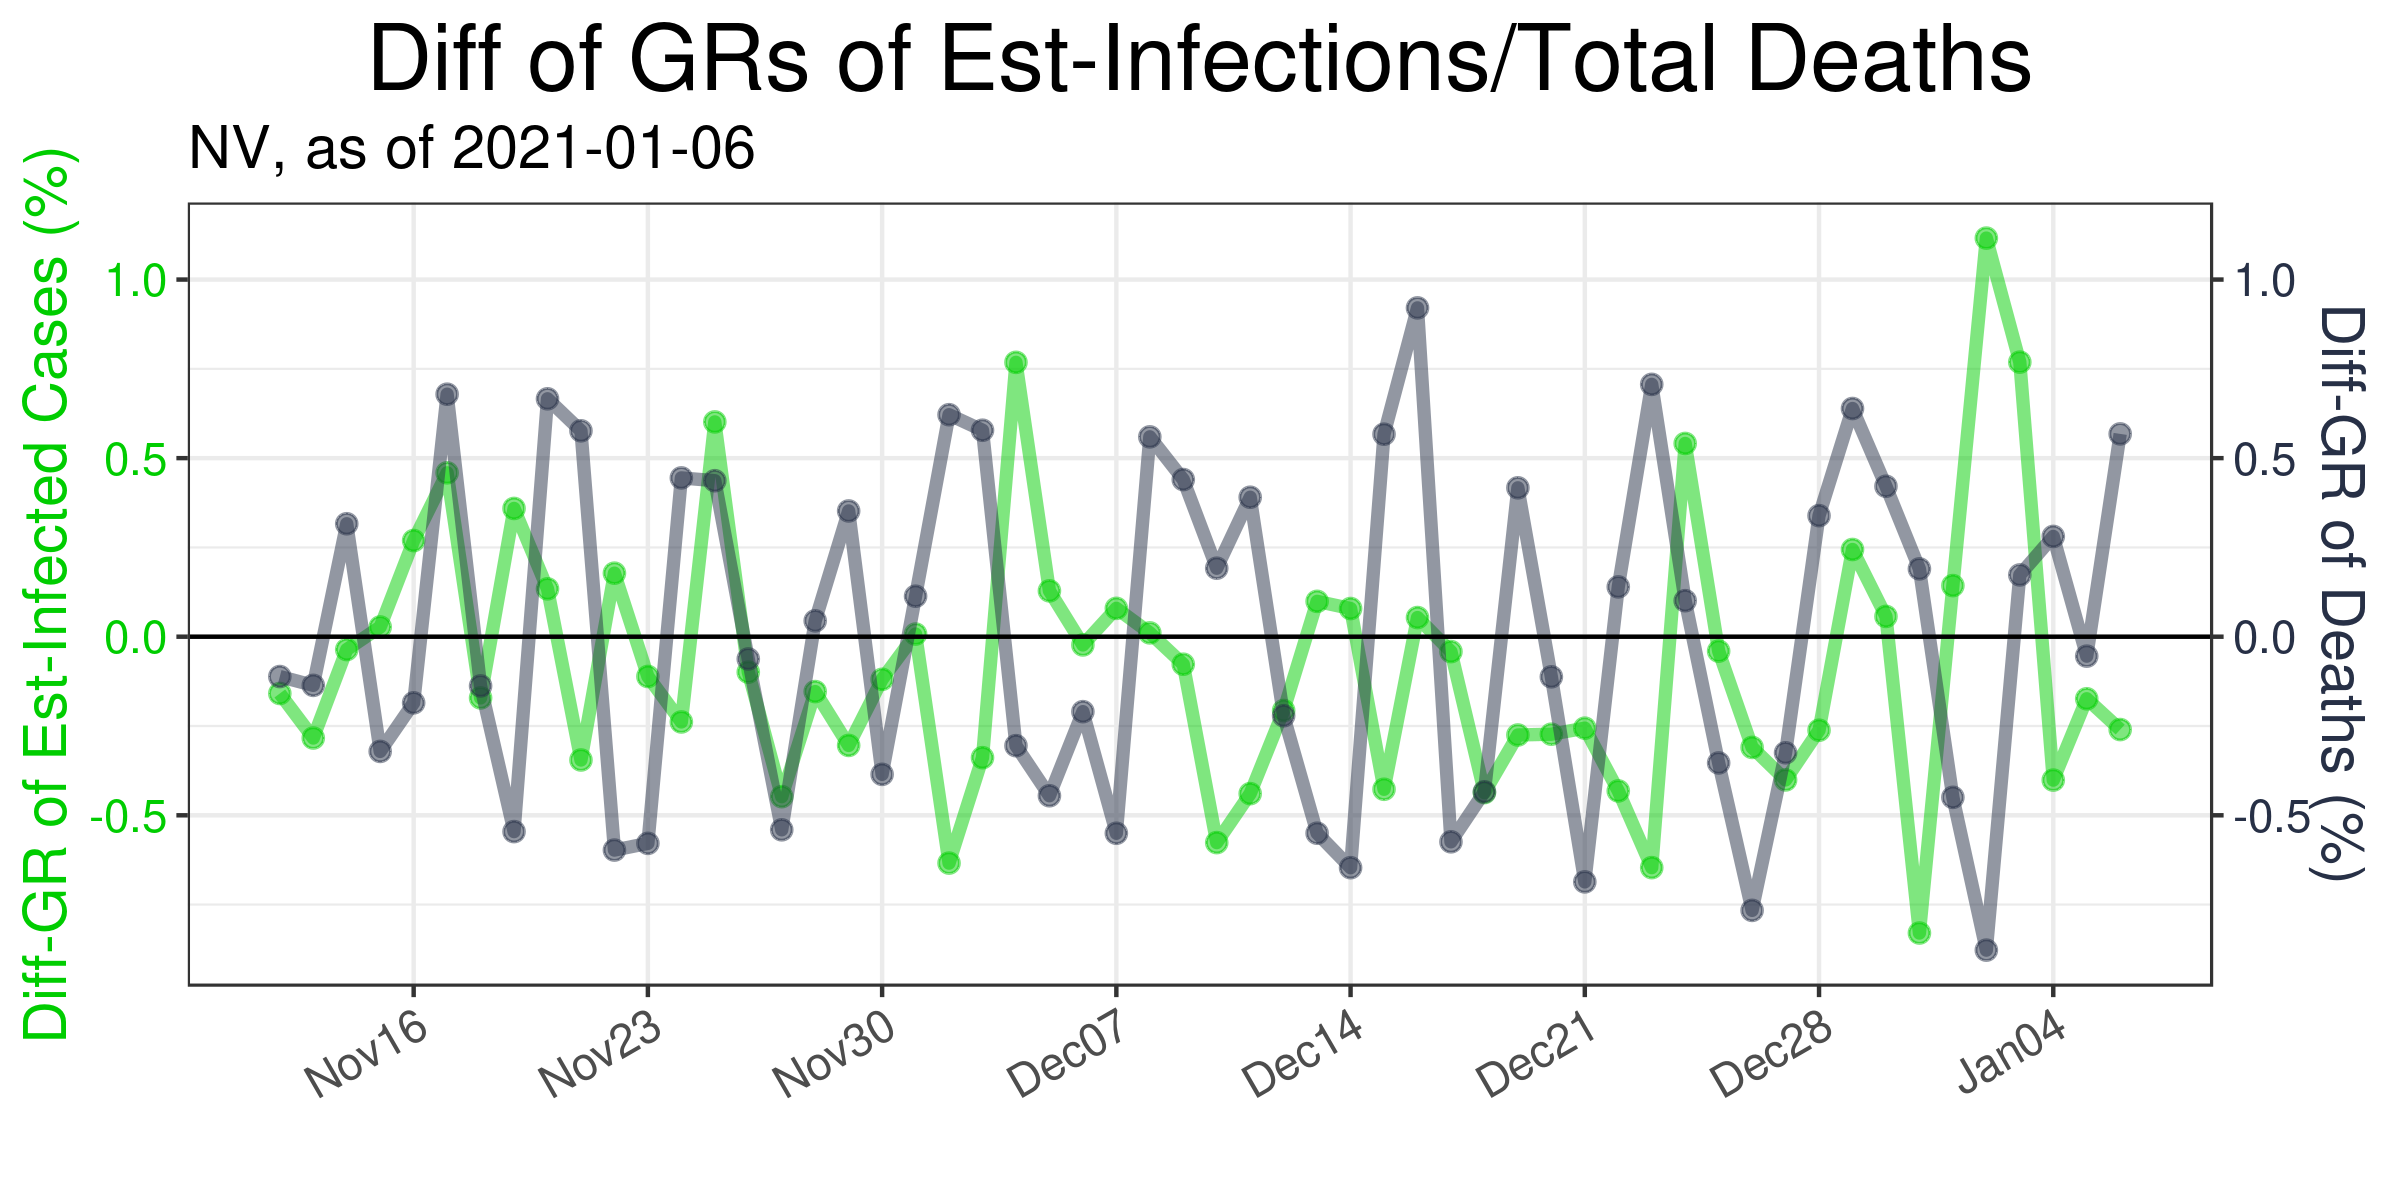 Diff of GRs of Est-Infections/Total Deaths
NV, as of 2021-01-06
Diff-GR of Est-Infected Cases (%)
1.0
0.5
0.0
-0.5
1.0
0.5
0.0
-0.5
Diff-GR of Deaths (%)
Nov16
Nov23
Nov30
Dec07
Dec14
Dec21
Dec28
Jan04